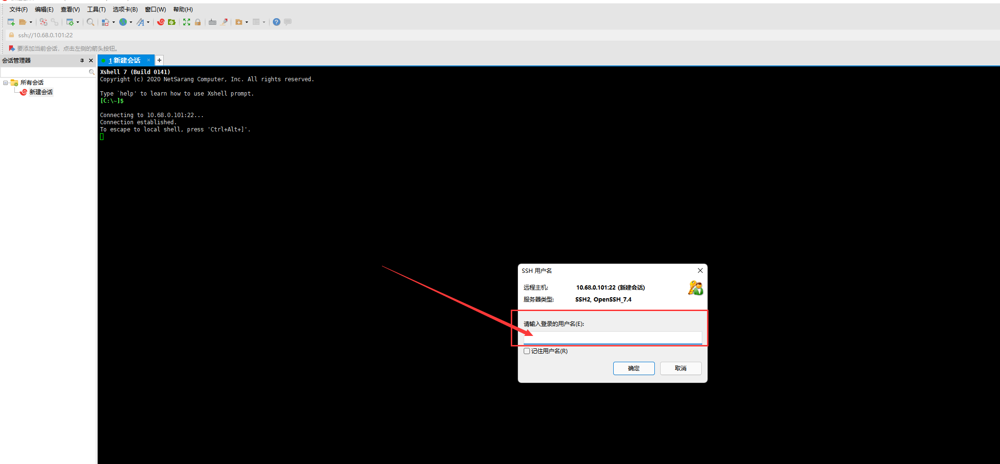 文件(F) 编辑(E) 查看(V) 工具(T) 选项卡(B) 窗口(W) 帮助(H)
ssh://10.68.0.101:22
要添加当前会话，点击左侧的箭头按钮。
会话管理器
1 新建会话
所有会话
新建会话
Xshell 7 (Build 0141)
Copyright (c) 2020 NetSarang Computer, Inc. All rights reserved.
Type `help' to learn how to use Xshell prompt.
[C:\~]$
Connecting to 10.68.0.101:22...
Connection established.
To escape to local shell, press 'Ctrl+Alt+]'.
SSH 用户名
远程主机: 10.68.0.101:22 (新建会话)
服务器类型: SSH2, OpenSSH_7.4
请输入登录的用户名(E):
记住用户名(R)
确定 取消